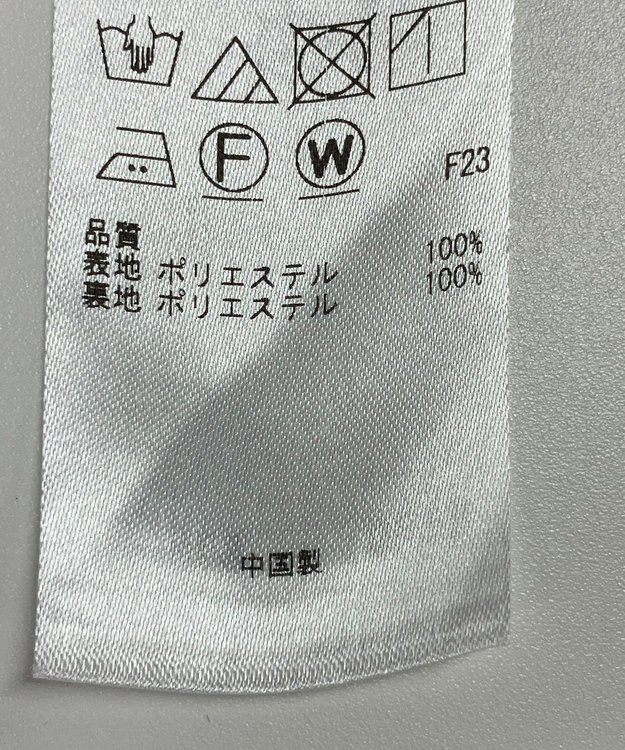 F W F23
品質
表地 ポリエステル 100%
裏地 ポリエステル 100%
中国製